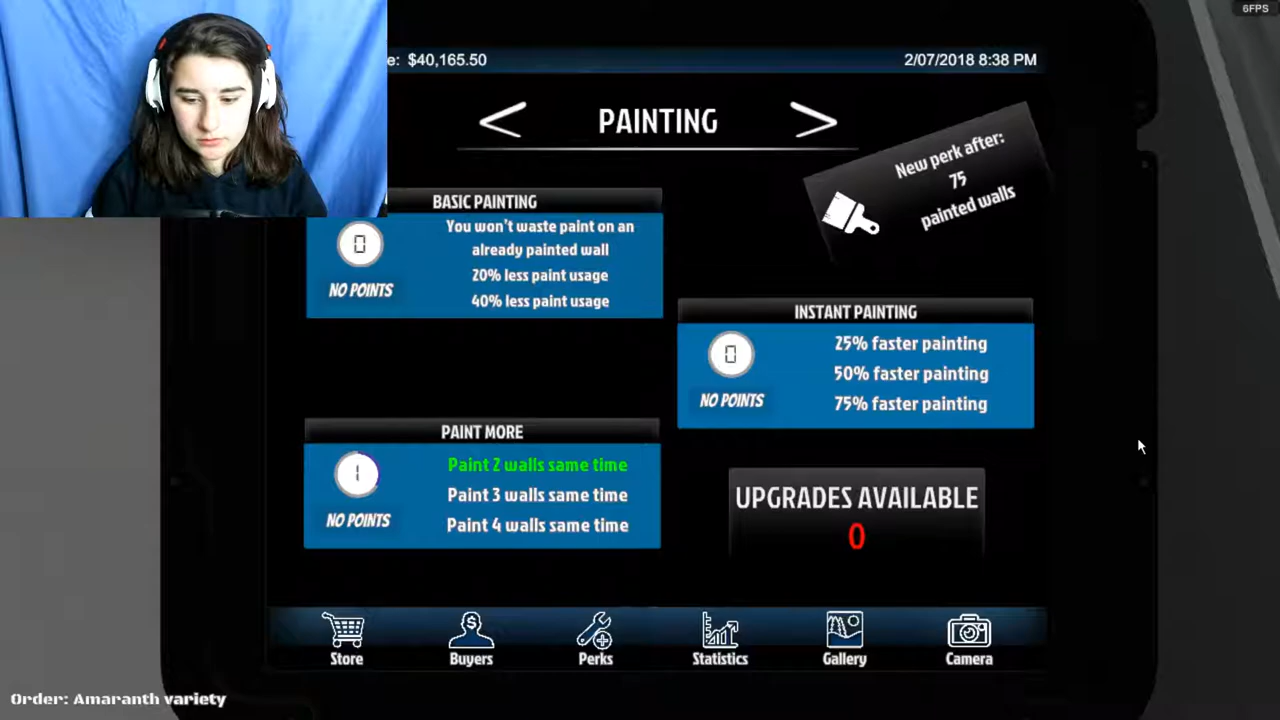 6FPS
e: $40,165.50
2/07/2018 8:38 PM
< PAINTING >
New perk after:
75
painted walls
BASIC PAINTING
0
NO POINTS
You won't waste paint on an
already painted wall
20% less paint usage
40% less paint usage
INSTANT PAINTING
0
NO POINTS
25% faster painting
50% faster painting
75% faster painting
PAINT MORE
1
NO POINTS
Paint 2 walls same time
Paint 3 walls same time
Paint 4 walls same time
UPGRADES AVAILABLE
0
Store
Buyers
Perks
Statistics
Gallery
Camera
Order: Amaranth variety